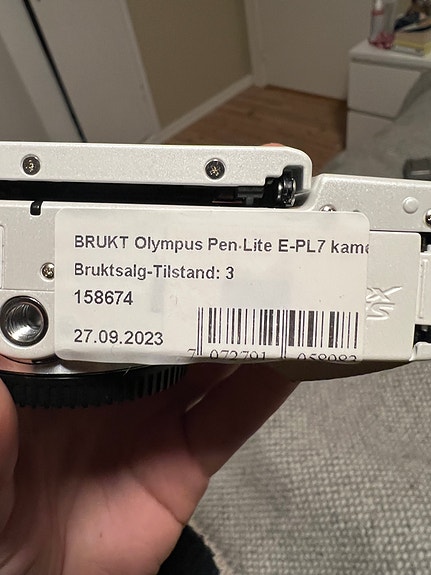 BRUKT Olympus Pen-Lite E-PL7 kame
Bruktsalg-Tilstand: 3
158674
27.09.2023